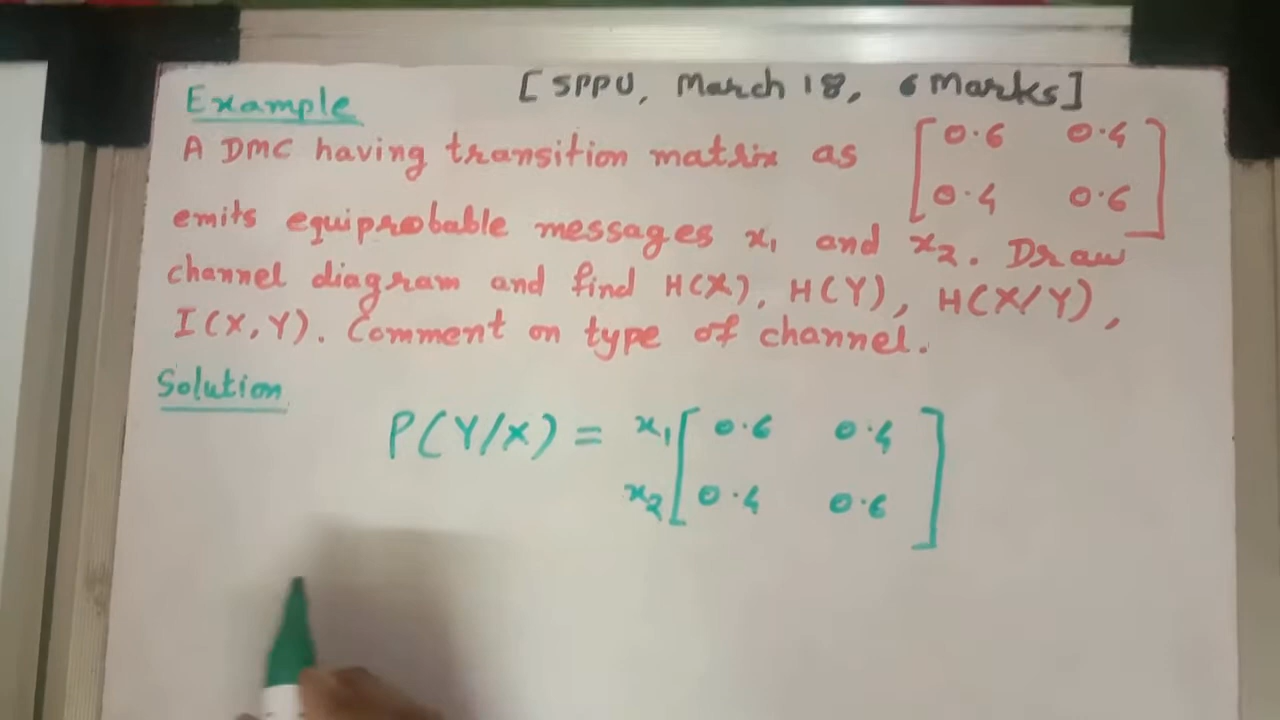 Example [SPPU, March 18, 6 Marks]
A DMC having transition matrix as [0.6 0.4
0.4 0.6]
emits equiprobable messages x₁ and x₂. Draw
channel diagram and find H(X), H(Y), H(X/Y),
I(X,Y). Comment on type of channel.
Solution
P(Y/X) = x₁ [0.6 0.4
x₂ 0.4 0.6]